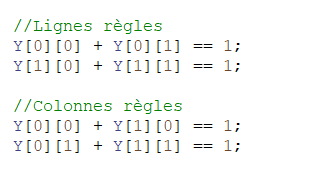 //Lignes règles
Y[0][0] + Y[0][1] == 1;
Y[1][0] + Y[1][1] == 1;
//Colonnes règles
Y[0][0] + Y[1][0] == 1;
Y[0][1] + Y[1][1] == 1;